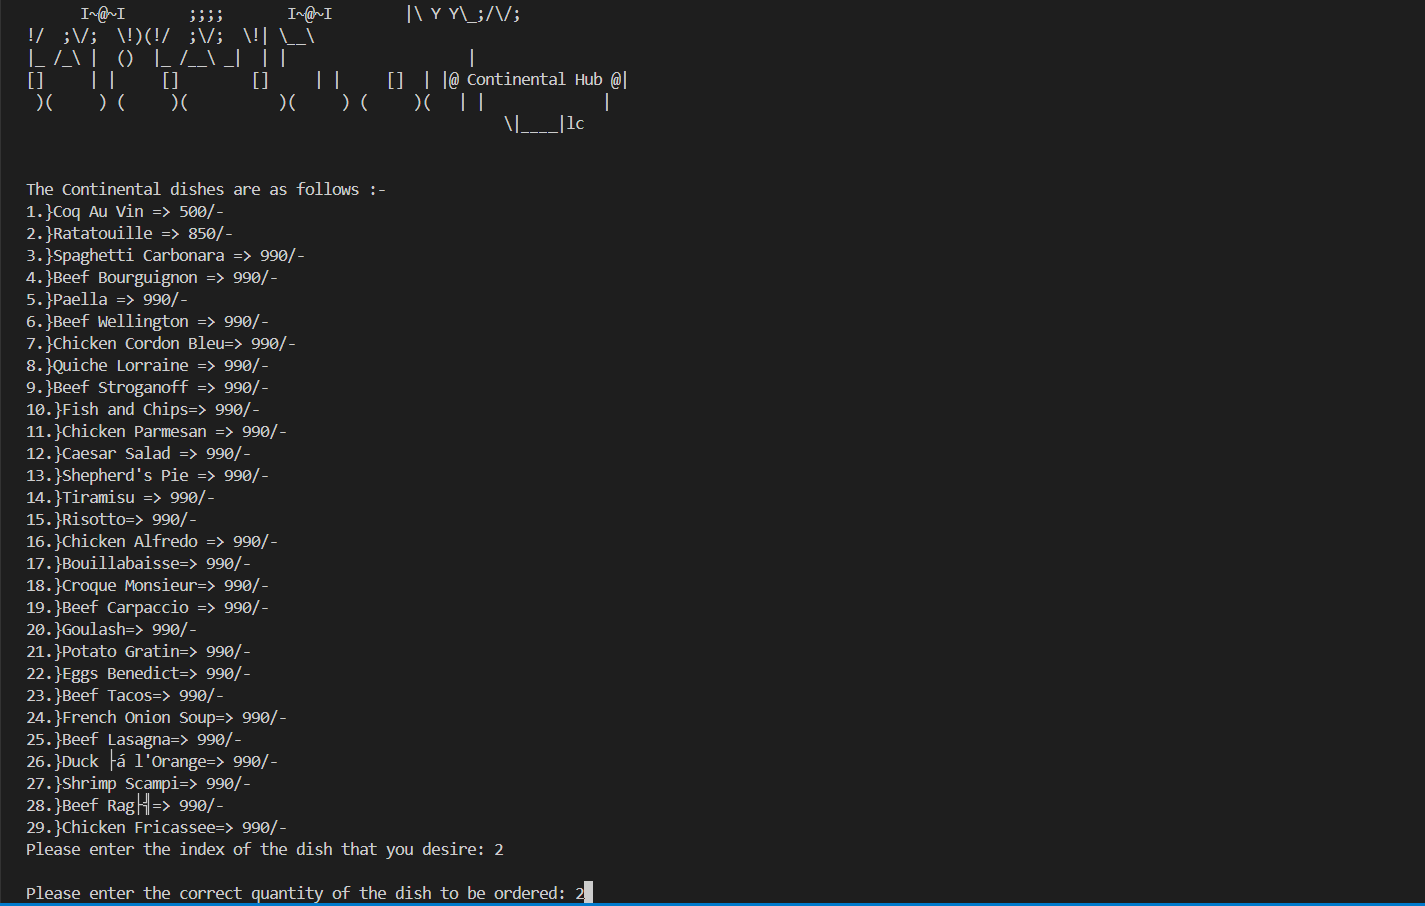 I~@~I       ;;;;       I~@~I        |\ Y Y\_;/\/;
!/  ;\/;  \!)(!/  ;\/;  \!| \__\
|_ /_\ |  ()  |_ /__\ _|  | |                    |
[]     | |     []        []     | |     []  | |@ Continental Hub @|
 )(     ) (     )(          )(     ) (     )(   | |             |
                                                     \|____|lc
The Continental dishes are as follows :-
1.}Coq Au Vin => 500/-
2.}Ratatouille => 850/-
3.}Spaghetti Carbonara => 990/-
4.}Beef Bourguignon => 990/-
5.}Paella => 990/-
6.}Beef Wellington => 990/-
7.}Chicken Cordon Bleu=> 990/-
8.}Quiche Lorraine => 990/-
9.}Beef Stroganoff => 990/-
10.}Fish and Chips=> 990/-
11.}Chicken Parmesan => 990/-
12.}Caesar Salad => 990/-
13.}Shepherd's Pie => 990/-
14.}Tiramisu => 990/-
15.}Risotto=> 990/-
16.}Chicken Alfredo => 990/-
17.}Bouillabaisse=> 990/-
18.}Croque Monsieur=> 990/-
19.}Beef Carpaccio => 990/-
20.}Goulash=> 990/-
21.}Potato Gratin=> 990/-
22.}Eggs Benedict=> 990/-
23.}Beef Tacos=> 990/-
24.}French Onion Soup=> 990/-
25.}Beef Lasagna=> 990/-
26.}Duck ├á l'Orange=> 990/-
27.}Shrimp Scampi=> 990/-
28.}Beef Rag├╣=> 990/-
29.}Chicken Fricassee=> 990/-
Please enter the index of the dish that you desire: 2
Please enter the correct quantity of the dish to be ordered: 2